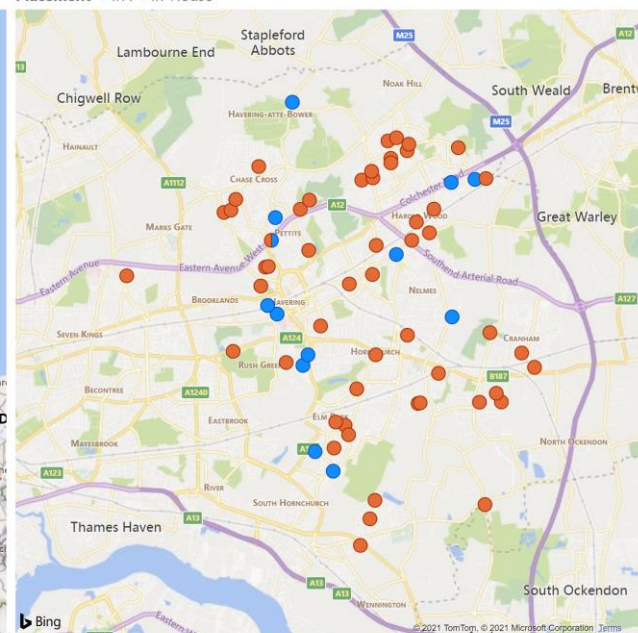 Stapleford
Abbots
Lambourne End
M25
A12
NOAK HILL
South Weald
Chigwell Row
HAVERING-ATTE-BOWER
M25
HAINAULT
CHASE CROSS
A1112
Colchester Road
A12
MARKS GATE
PETTITS
HAROLD WOOD
Great Warley
Eastern Avenue
Eastern Avenue West
Southend Arterial Road
BROOKLANDS
HAVERING
NELMES
A127
SEVEN KINGS
A124
CRANHAM
RUSH GREEN
HORNCHURCH
B187
BECONTREE
A1240
EASTBROOK
ELM PARK
MAYESBROOK
NORTH OCKENDON
A123
RIVER
SOUTH HORNCHURCH
A13
Thames Haven
A13
A13
WENNINGTON
South Ockendon
Bing
© 2021 TomTom, © 2021 Microsoft Corporation Terms